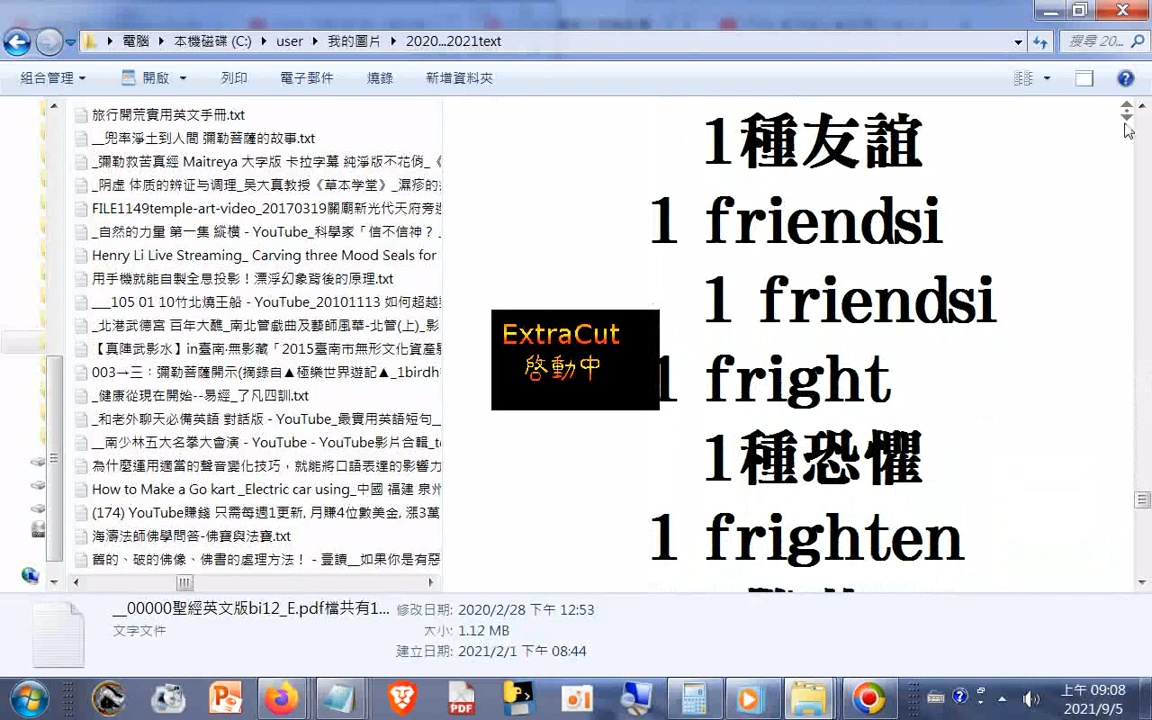 電腦 本機磁碟 (C:) user 我的圖片 2020...2021text
搜尋 20...
組合管理 開啟 列印 電子郵件 燒錄 新增資料夾
旅行開荒實用英文手冊.txt
__兜率淨土到人間 彌勒菩薩的故事.txt
_彌勒救苦真經 Maitreya 大字版 卡拉字幕 純淨版不花俏_《
_阴虚 体质的辨证与调理_吴大真教授《草本学堂》_濕疹的
FILE1149temple-art-video_20170319關廟新光代天府旁邊
_自然的力量 第一集 縱橫 - YouTube_科學家「信不信神？」
Henry Li Live Streaming_ Carving three Mood Seals for
用手機就能自製全息投影！漂浮幻象背後的原理.txt
___105 01 10竹北燒王船 - YouTube_20101113 如何超越
_北港武德宮 百年大醮_南北管戲曲及藝師風華-北管(上)_影
【真陣武影水】in臺南·無影藏「2015臺南市無形文化資產
003→三：彌勒菩薩開示(摘錄自▲極樂世界遊記▲_1birdh
_健康從現在開始--易經_了凡四訓.txt
_和老外聊天必備英語 對話版 - YouTube_最實用英語短句_
__南少林五大名拳大會演 - YouTube - YouTube影片合輯_to
為什麼運用適當的聲音變化技巧，就能將口語表達的影響力
How to Make a Go kart _Electric car using_中國 福建 泉州
(174) YouTube賺錢 只需每週1更新, 月賺4位數美金, 漲3萬
海濤法師佛學問答-佛寶與法寶.txt
舊的、破的佛像、佛書的處理方法！ - 壹讀__如果你是有惡
1種友誼
1 friendsi
1 friendsi
ExtraCut
啓動中
1 fright
1種恐懼
1 frighten
__00000聖經英文版bi12_E.pdf檔共有1... 修改日期: 2020/2/28 下午 12:53
文字文件 大小: 1.12 MB
建立日期: 2021/2/1 下午 08:44
上午 09:08
2021/9/5